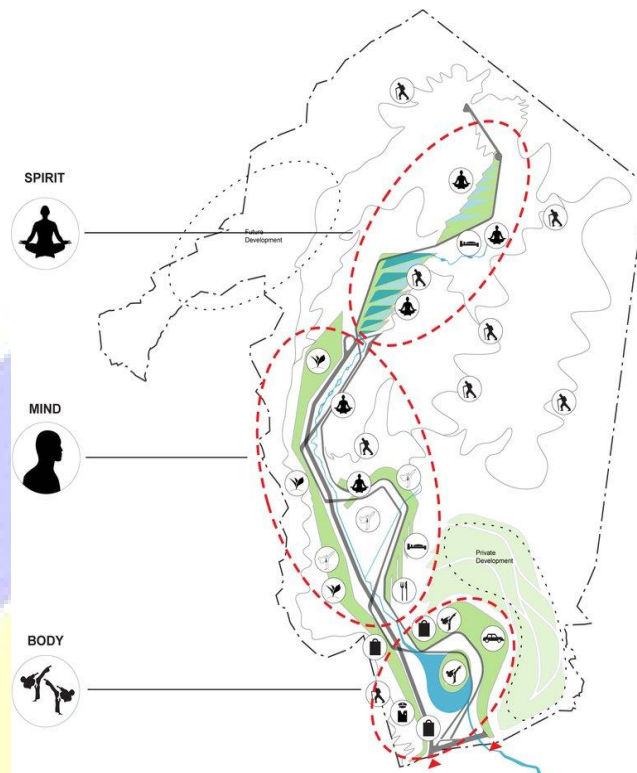 SPIRIT
Future
Development
MIND
Private
Development
BODY